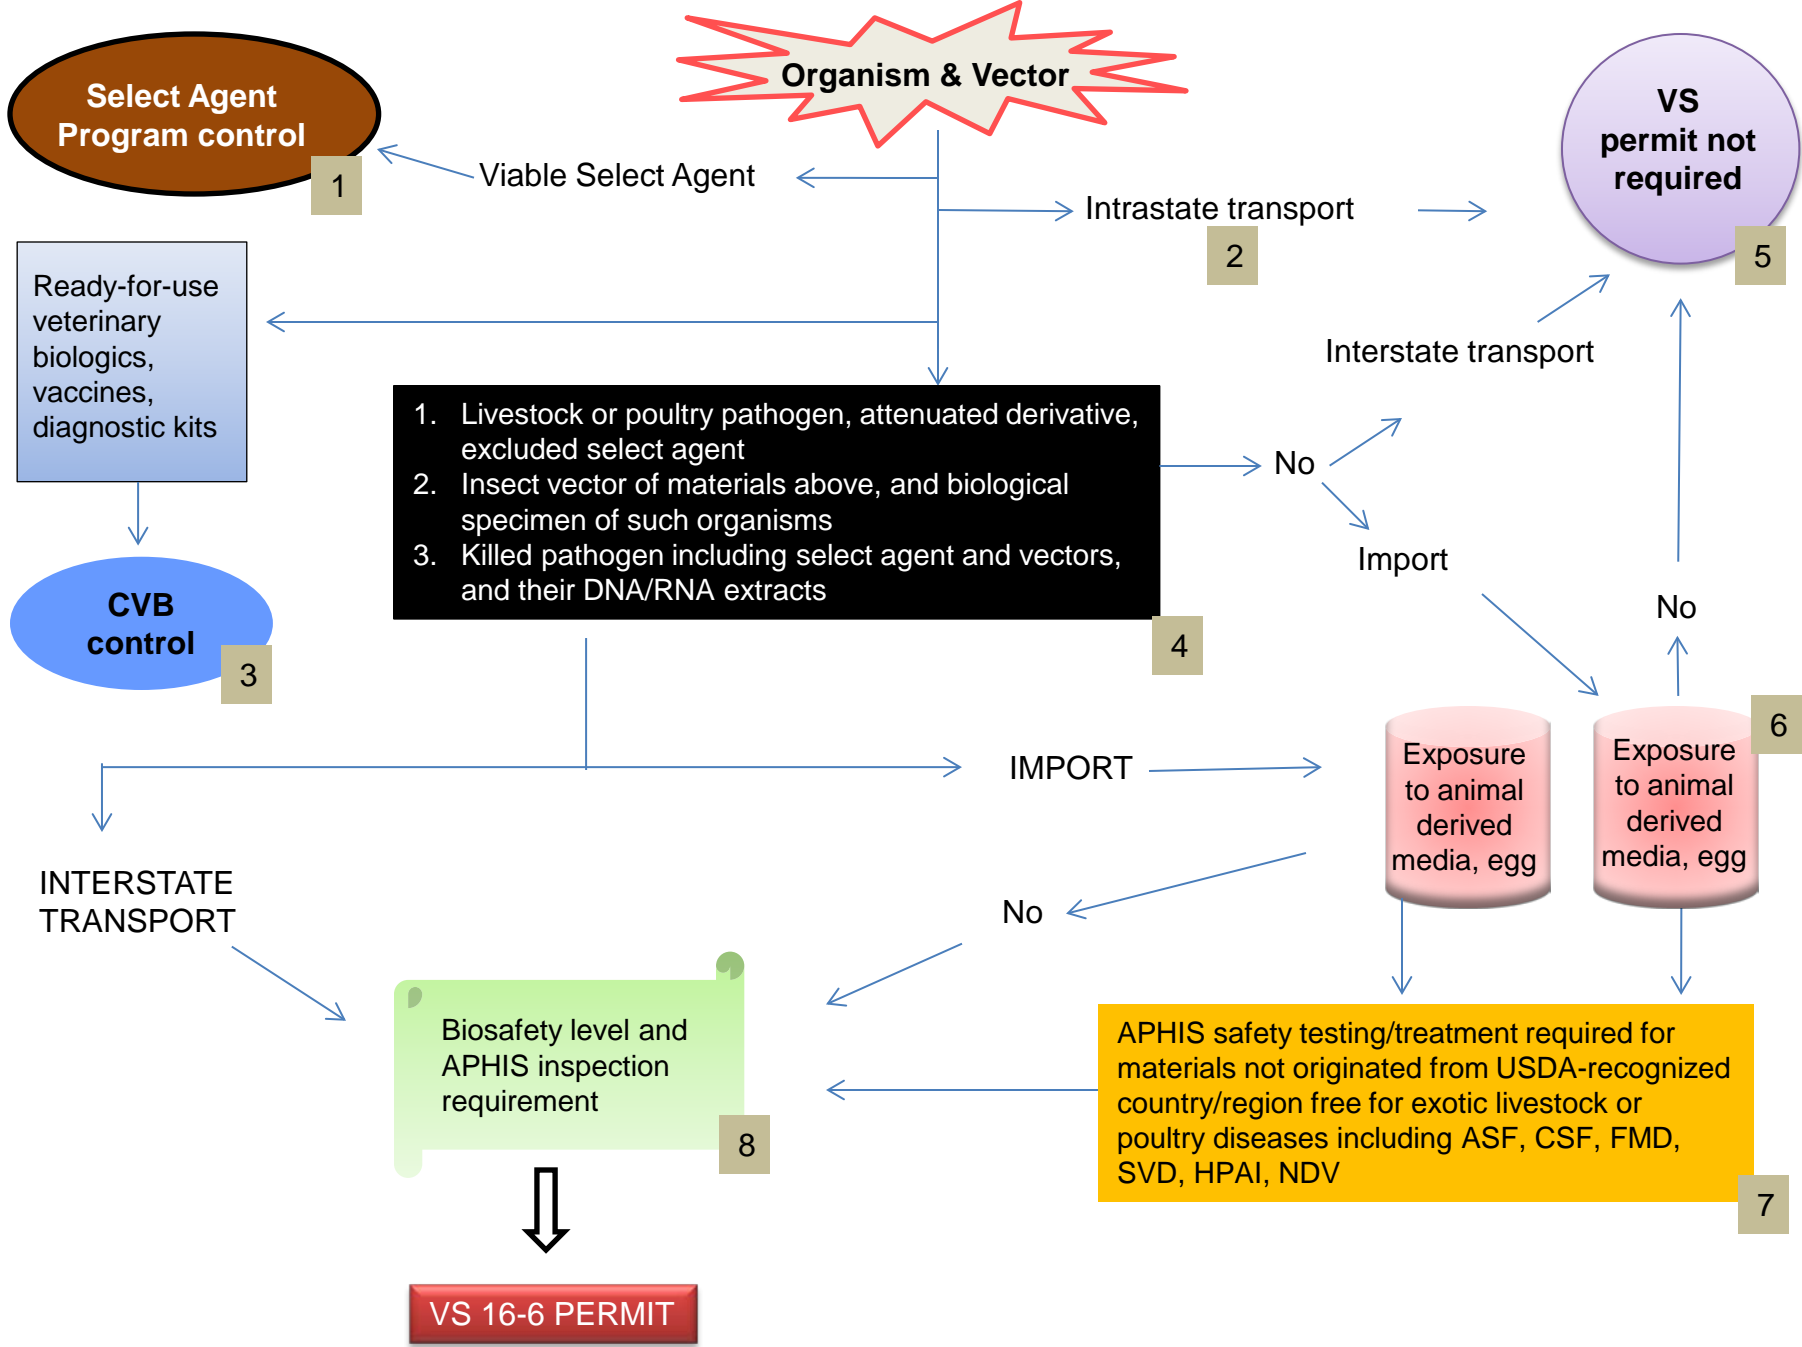 Organism & Vector
Select Agent
Program control
1
VS
permit not
required
5
Viable Select Agent
Intrastate transport
2
Ready-for-use
veterinary
biologics,
vaccines,
diagnostic kits
Interstate transport
1. Livestock or poultry pathogen, attenuated derivative,
excluded select agent
2. Insect vector of materials above, and biological
specimen of such organisms
3. Killed pathogen including select agent and vectors,
and their DNA/RNA extracts
4
No
Import
No
CVB
control
3
IMPORT
Exposure
to animal
derived
media, egg
Exposure
to animal
derived
media, egg
6
INTERSTATE
TRANSPORT
No
Biosafety level and
APHIS inspection
requirement
8
APHIS safety testing/treatment required for
materials not originated from USDA-recognized
country/region free for exotic livestock or
poultry diseases including ASF, CSF, FMD,
SVD, HPAI, NDV
7
VS 16-6 PERMIT